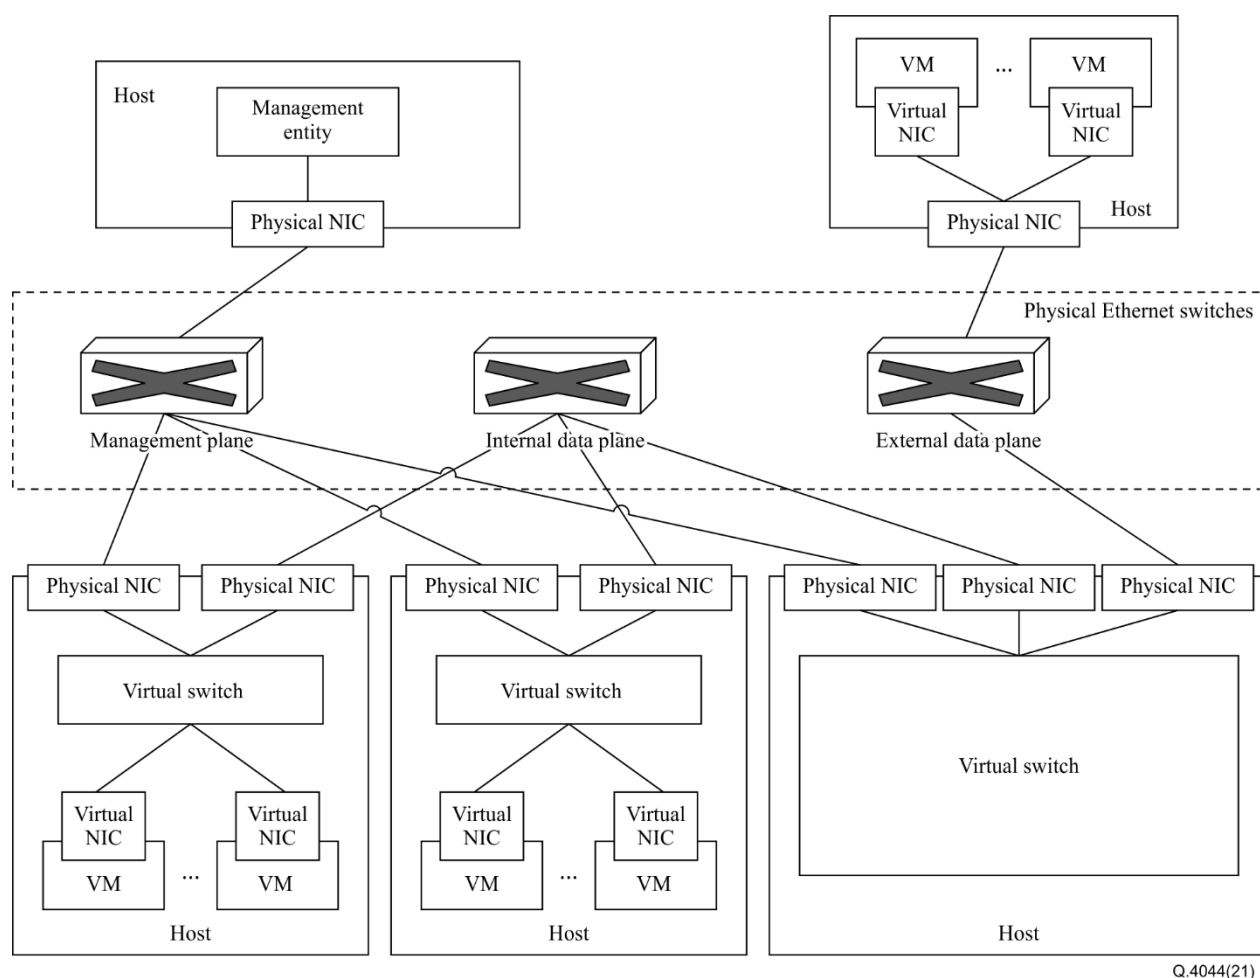 Host
Management
entity
Physical NIC
VM
...
VM
Virtual
NIC
Virtual
NIC
Physical NIC
Host
Physical Ethernet switches
Management plane
Internal data plane
External data plane
Physical NIC
Physical NIC
Physical NIC
Physical NIC
Physical NIC
Physical NIC
Physical NIC
Virtual switch
Virtual switch
Virtual switch
Virtual
NIC
Virtual
NIC
Virtual
NIC
Virtual
NIC
VM
...
VM
VM
...
VM
Host
Host
Host
Q.4044(21)